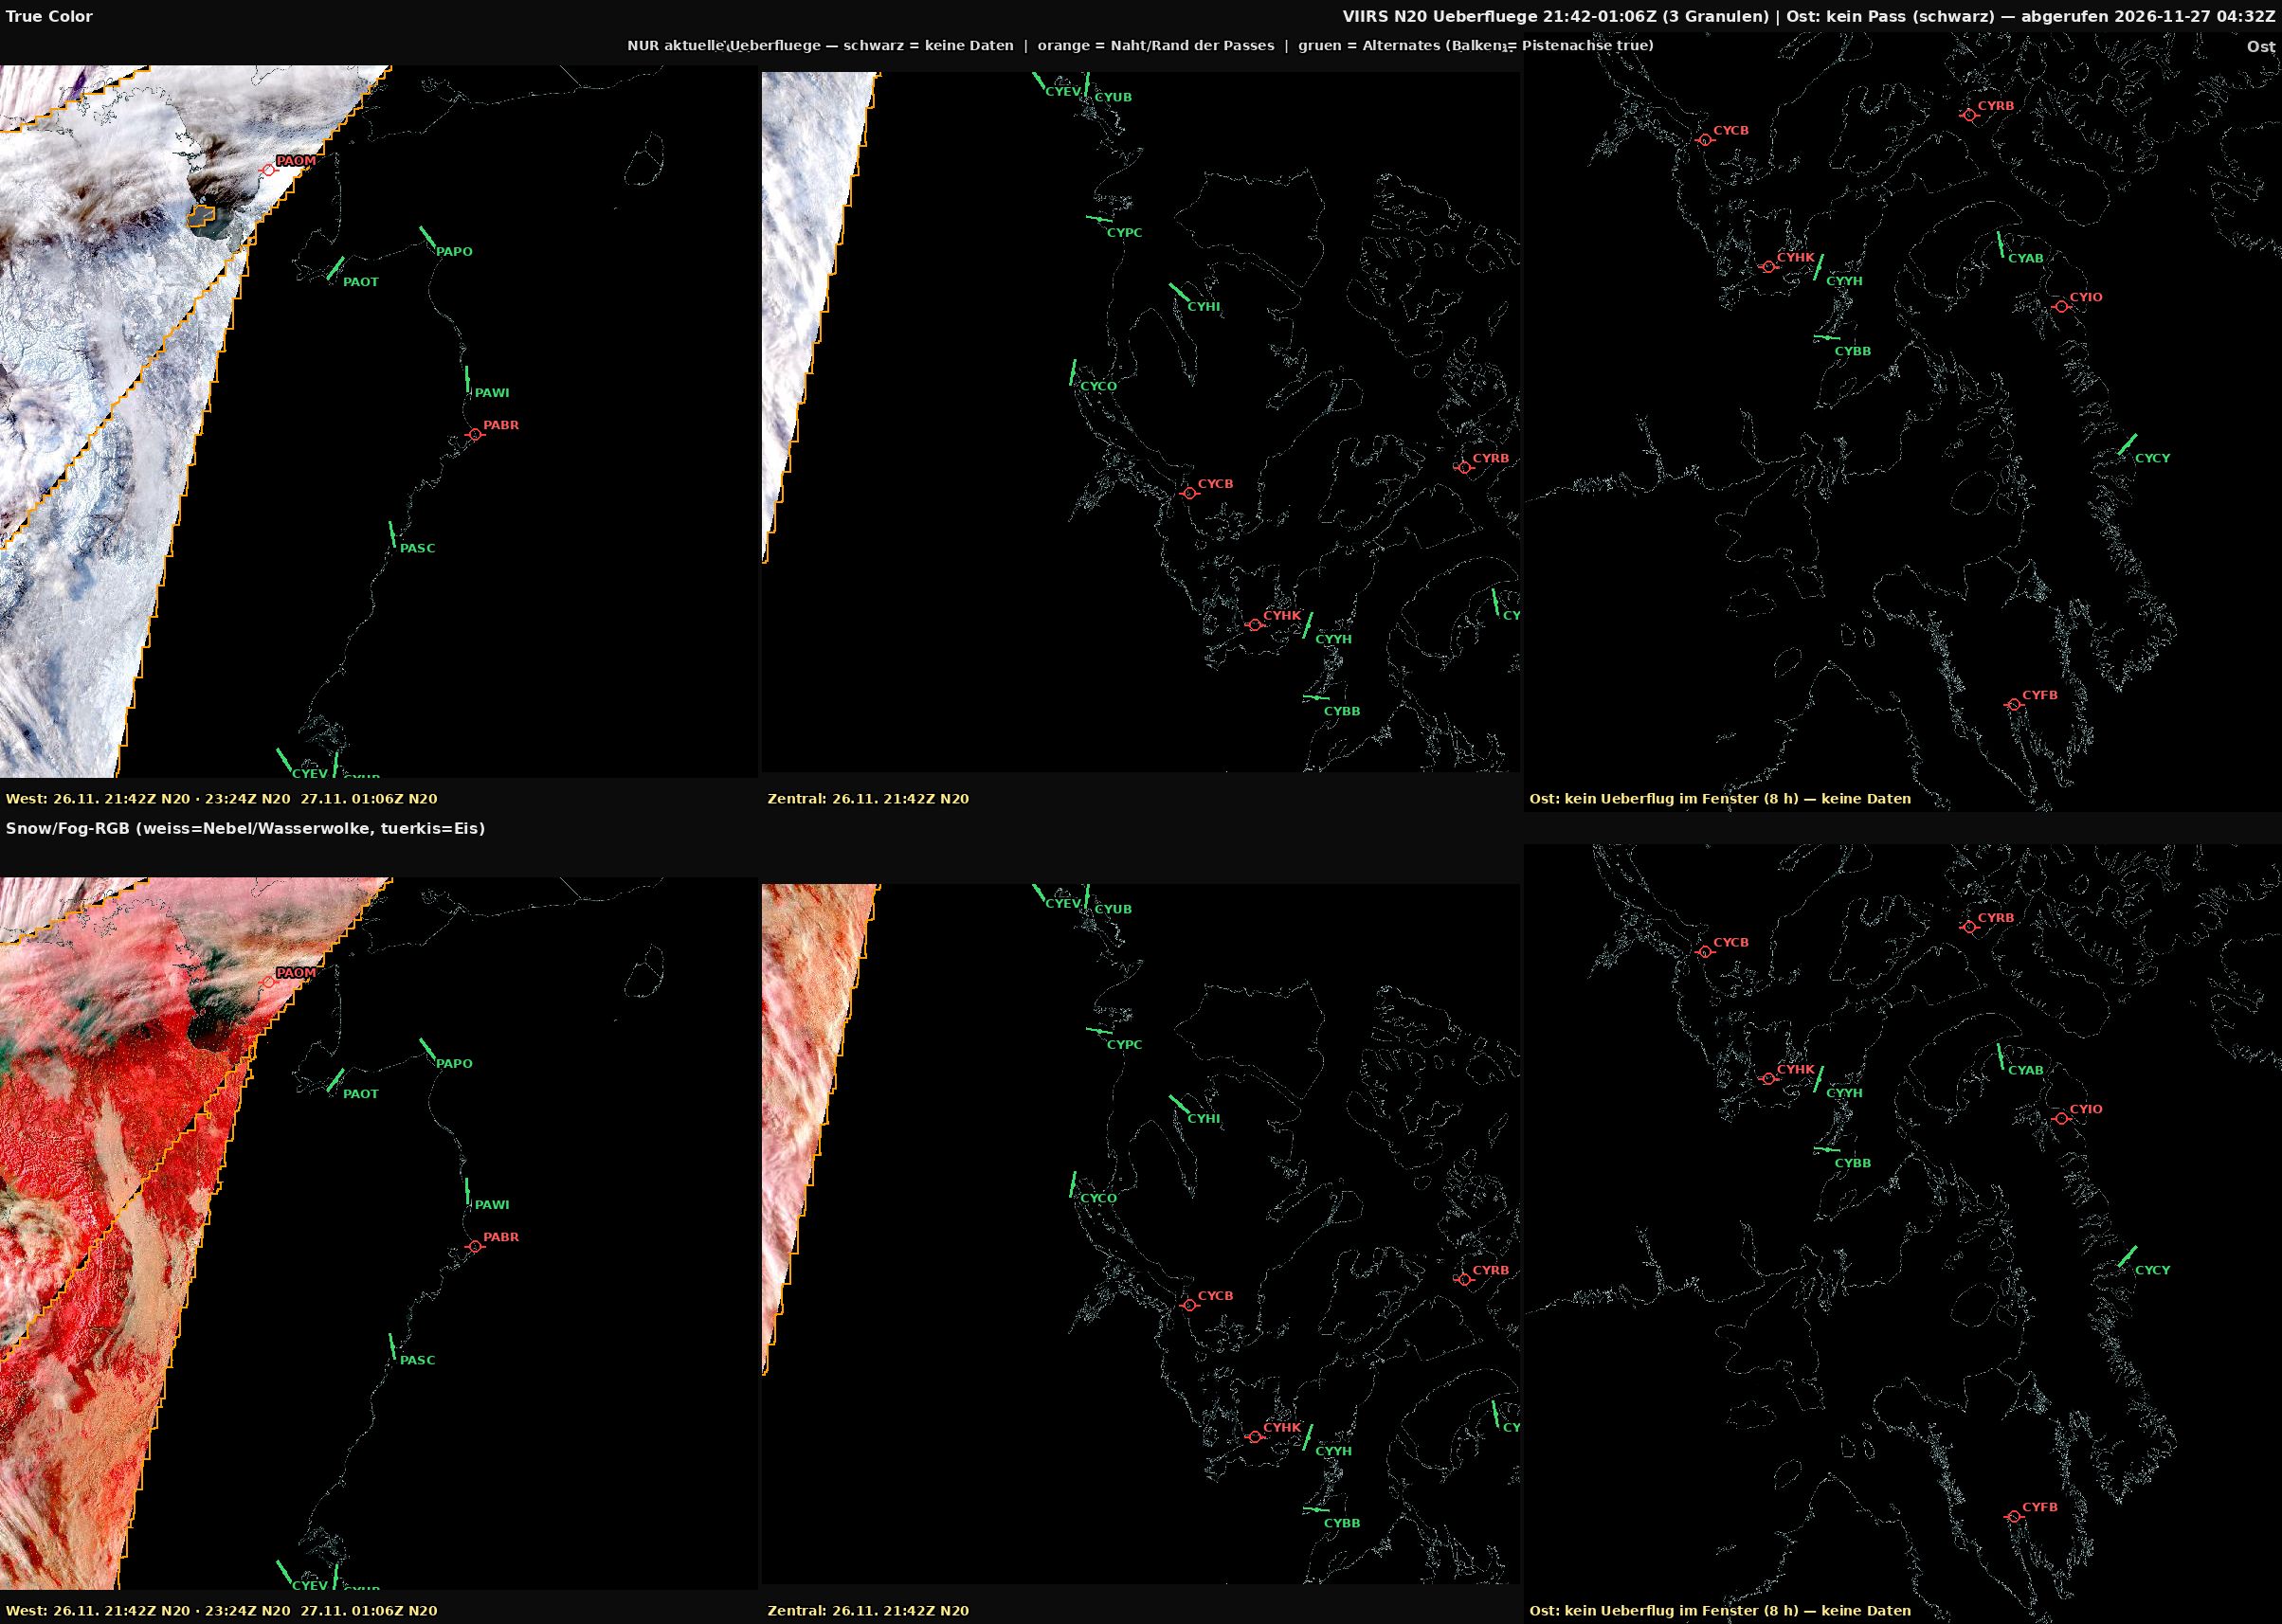 True Color
VIIRS N20 Ueberfluege 21:42-01:06Z (3 Granulen) | Ost: kein Pass (schwarz) — abgerufen 2026-11-27 04:32Z
NUR aktuelle Ueberfluege — schwarz = keine Daten | orange = Naht/Rand der Passes | gruen = Alternates (Balken = Pistenachse true)
Ost
PAOM
PAPO
PAOT
PAWI
PABR
PASC
CYEV
CYUB
West: 26.11. 21:42Z N20 · 23:24Z N20 27.11. 01:06Z N20
CYEV
CYUB
CYPC
CYHI
CYCO
CYRB
CYCB
CYHK
CYYH
CY
CYBB
Zentral: 26.11. 21:42Z N20
CYRB
CYCB
CYHK
CYAB
CYYH
CYIO
CYBB
CYCY
CYFB
Ost: kein Ueberflug im Fenster (8 h) — keine Daten
Snow/Fog-RGB (weiss=Nebel/Wasserwolke, tuerkis=Eis)
PAOM
PAPO
PAOT
PAWI
PABR
PASC
CYEV
CYUB
West: 26.11. 21:42Z N20 · 23:24Z N20 27.11. 01:06Z N20
CYEV
CYUB
CYPC
CYHI
CYCO
CYRB
CYCB
CYHK
CYYH
CY
CYBB
Zentral: 26.11. 21:42Z N20
CYRB
CYCB
CYHK
CYAB
CYYH
CYIO
CYBB
CYCY
CYFB
Ost: kein Ueberflug im Fenster (8 h) — keine Daten